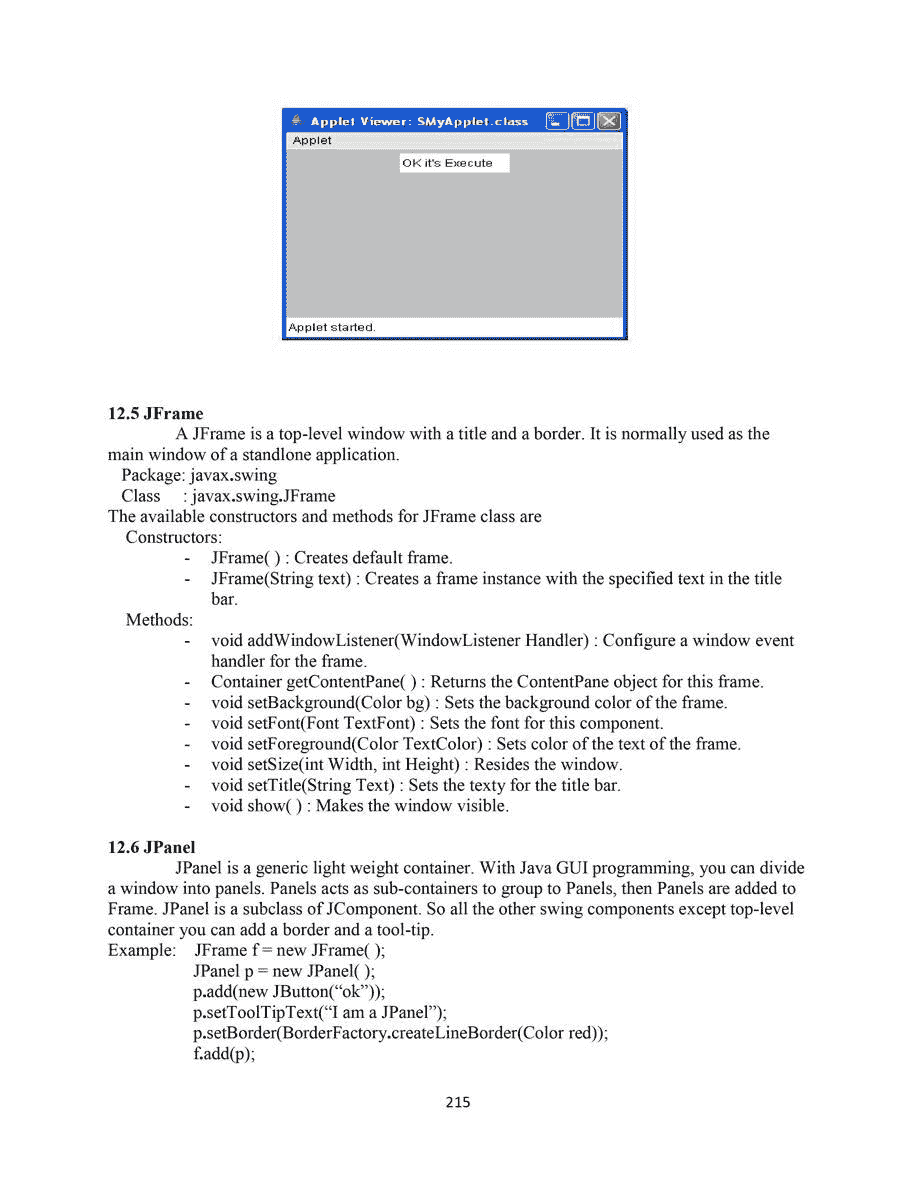 Applet Viewer: SMyApplet.class
Applet
OK it's Execute
Applet started.
12.5 JFrame
A JFrame is a top-level window with a title and a border. It is normally used as the
main window of a standlone application.
Package: javax.swing
Class : javax.swing.JFrame
The available constructors and methods for JFrame class are
Constructors:
- JFrame( ) : Creates default frame.
- JFrame(String text) : Creates a frame instance with the specified text in the title
bar.
Methods:
- void addWindowListener(WindowListener Handler) : Configure a window event
handler for the frame.
- Container getContentPane( ) : Returns the ContentPane object for this frame.
- void setBackground(Color bg) : Sets the background color of the frame.
- void setFont(Font TextFont) : Sets the font for this component.
- void setForeground(Color TextColor) : Sets color of the text of the frame.
- void setSize(int Width, int Height) : Resides the window.
- void setTitle(String Text) : Sets the texty for the title bar.
- void show( ) : Makes the window visible.
12.6 JPanel
JPanel is a generic light weight container. With Java GUI programming, you can divide
a window into panels. Panels acts as sub-containers to group to Panels, then Panels are added to
Frame. JPanel is a subclass of JComponent. So all the other swing components except top-level
container you can add a border and a tool-tip.
Example: JFrame f = new JFrame( );
JPanel p = new JPanel( );
p.add(new JButton(“ok”));
p.setToolTipText(“I am a JPanel”);
p.setBorder(BorderFactory.createLineBorder(Color red));
f.add(p);
215